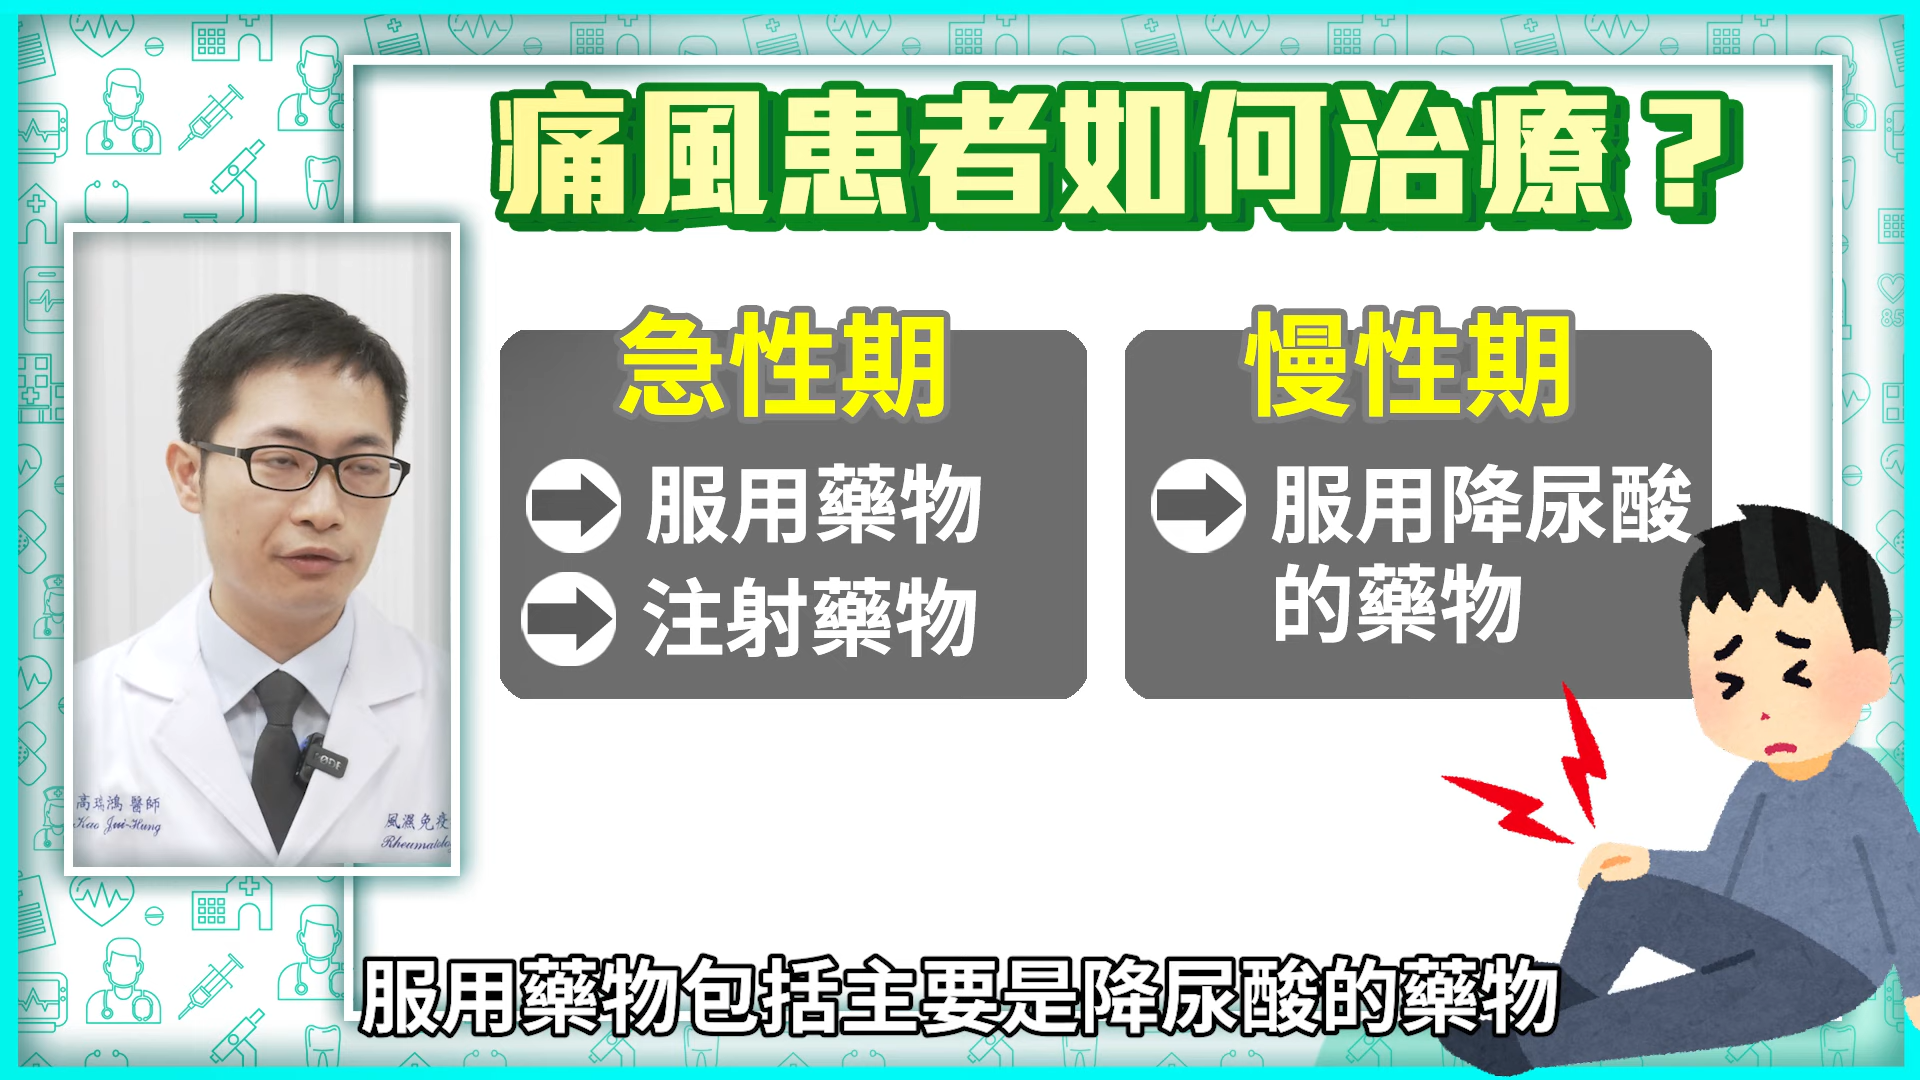 痛風患者如何治療？
急性期
服用藥物
注射藥物
慢性期
服用降尿酸
的藥物
高瑞鴻 醫師
Kao Jui-Hung
風濕免疫
服用藥物包括主要是降尿酸的藥物